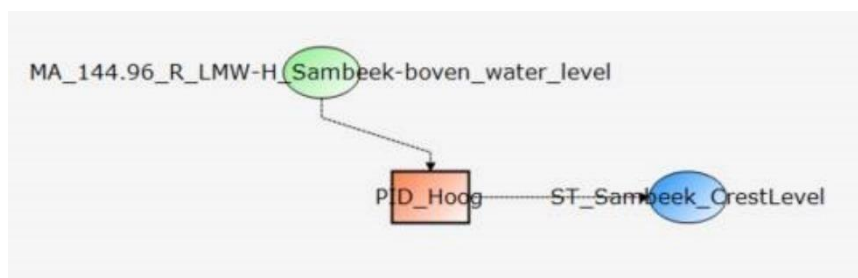 MA_144.96_R_LMW-H_Sambeek-boven_water_level
PID_Hoog
ST_Sambeek_CrestLevel